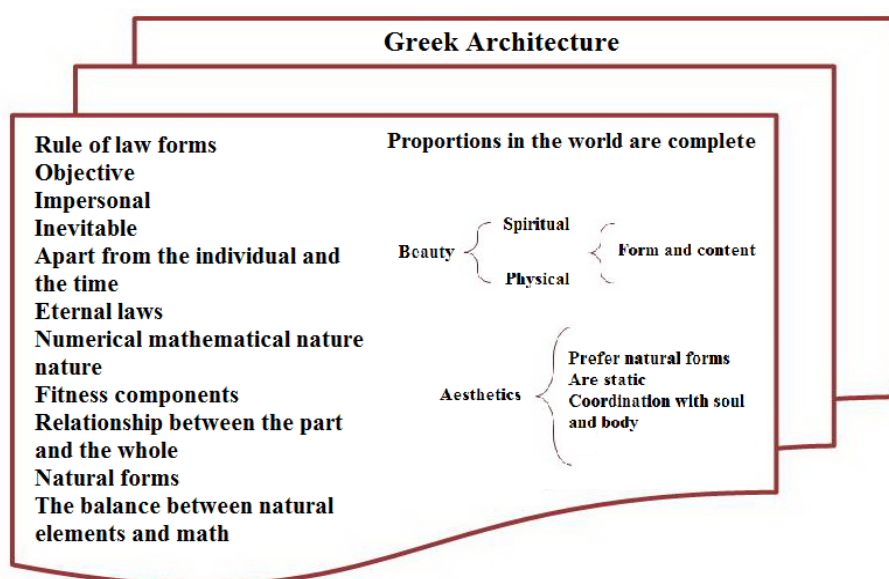 Greek Architecture
Rule of law forms
Objective
Impersonal
Inevitable
Apart from the individual and
the time
Eternal laws
Numerical mathematical nature
nature
Fitness components
Relationship between the part
and the whole
Natural forms
The balance between natural
elements and math
Proportions in the world are complete
Beauty
Spiritual
Physical
Form and content
Aesthetics
Prefer natural forms
Are static
Coordination with soul
and body